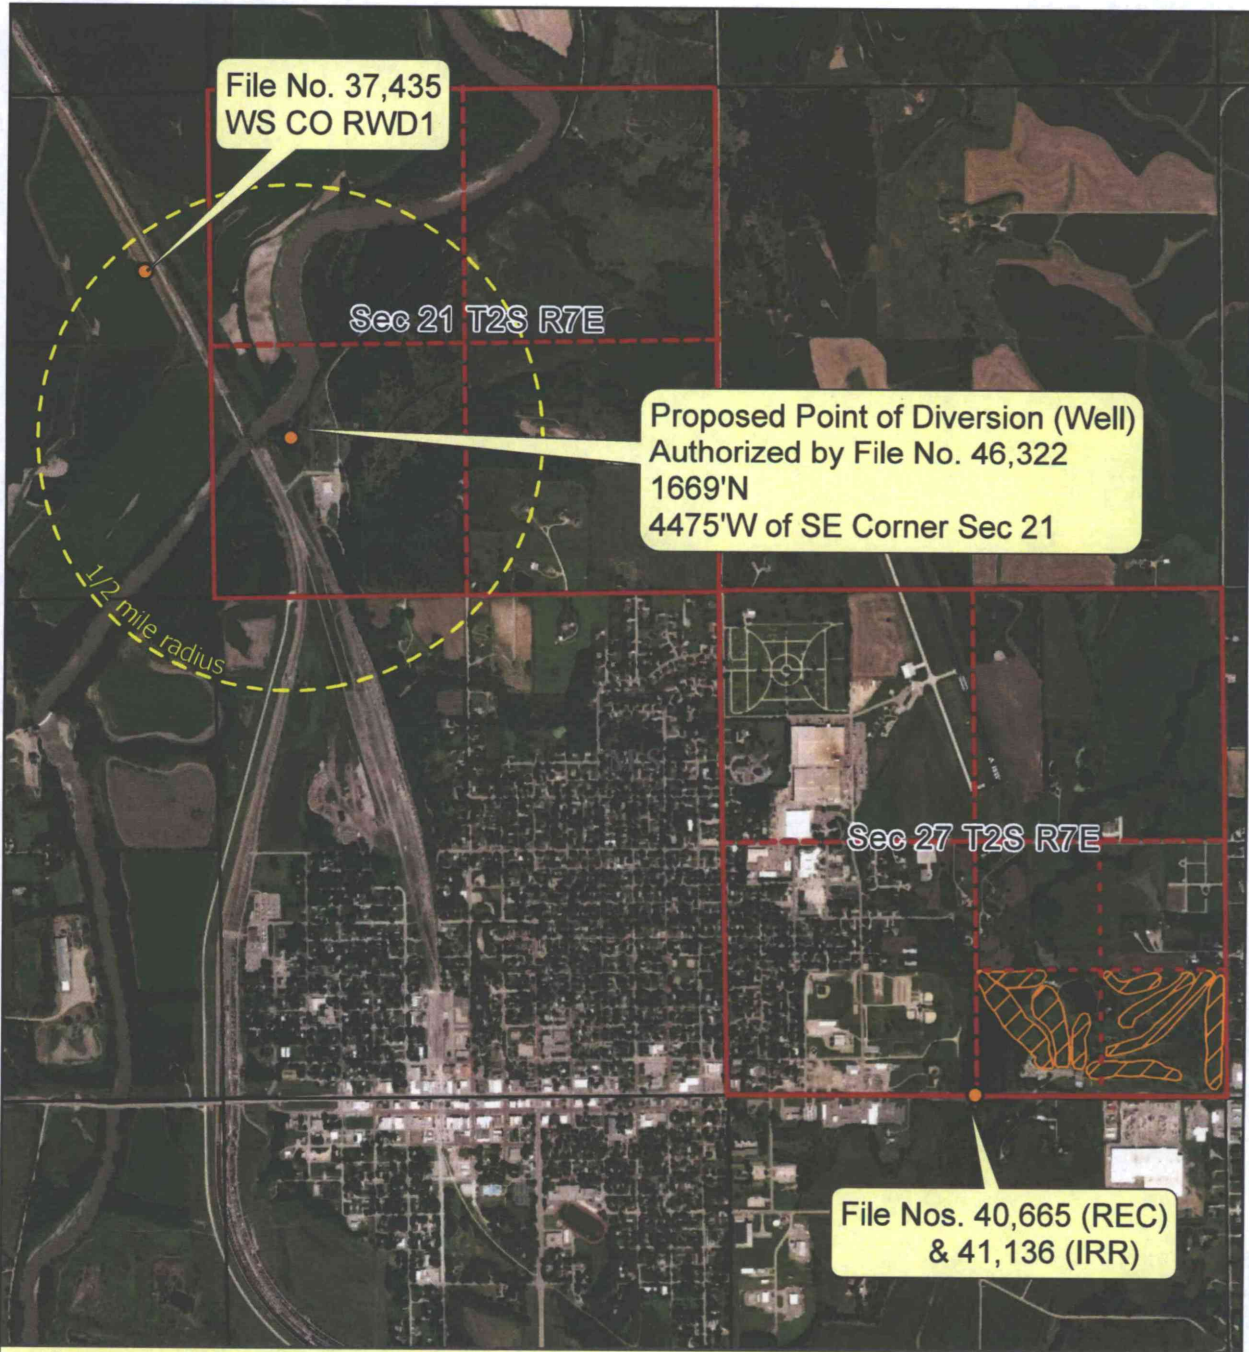 File No. 37,435
WS CO RWD1
Sec 21 T2S R7E
Proposed Point of Diversion (Well)
Authorized by File No. 46,322
1669'N
4475'W of SE Corner Sec 21
1/2 mile radius
Sec 27 T2S R7E
File Nos. 40,665 (REC)
& 41,136 (IRR)